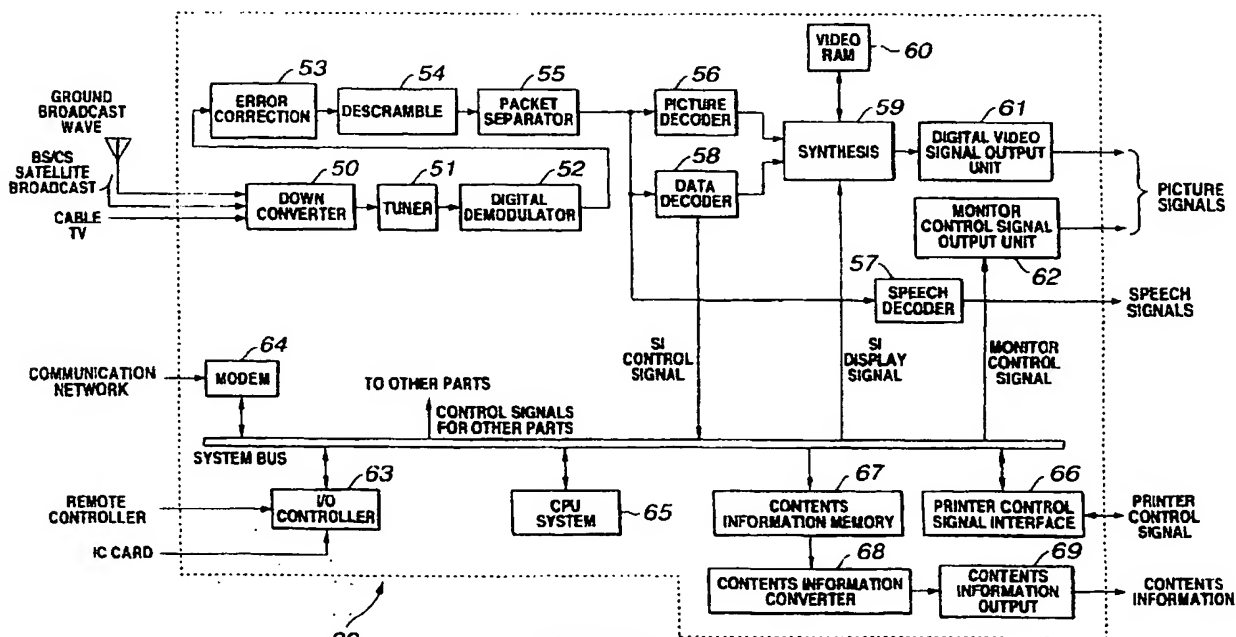 VIDEO
RAM
60
53
54
55
56
59
61
ERROR
CORRECTION
DESCRAMBLE
PACKET
SEPARATOR
PICTURE
DECODER
SYNTHESIS
DIGITAL VIDEO
SIGNAL OUTPUT
UNIT
GROUND
BROADCAST
WAVE
BS/CS
SATELLITE
BROADCAST
CABLE
TV
50
51
52
58
DOWN
CONVERTER
TUNER
DIGITAL
DEMODULATOR
DATA
DECODER
MONITOR
CONTROL SIGNAL
OUTPUT UNIT
62
PICTURE
SIGNALS
57
SPEECH
DECODER
SPEECH
SIGNALS
SI
CONTROL
SIGNAL
SI
DISPLAY
SIGNAL
MONITOR
CONTROL
SIGNAL
64
COMMUNICATION
NETWORK
MODEM
TO OTHER PARTS
CONTROL SIGNALS
FOR OTHER PARTS
SYSTEM BUS
63
67
66
REMOTE
CONTROLLER
I/O
CONTROLLER
IC CARD
CPU
SYSTEM
65
CONTENTS
INFORMATION MEMORY
PRINTER CONTROL
SIGNAL INTERFACE
PRINTER
CONTROL
SIGNAL
68
69
CONTENTS INFORMATION
CONVERTER
CONTENTS
INFORMATION
OUTPUT
CONTENTS
INFORMATION